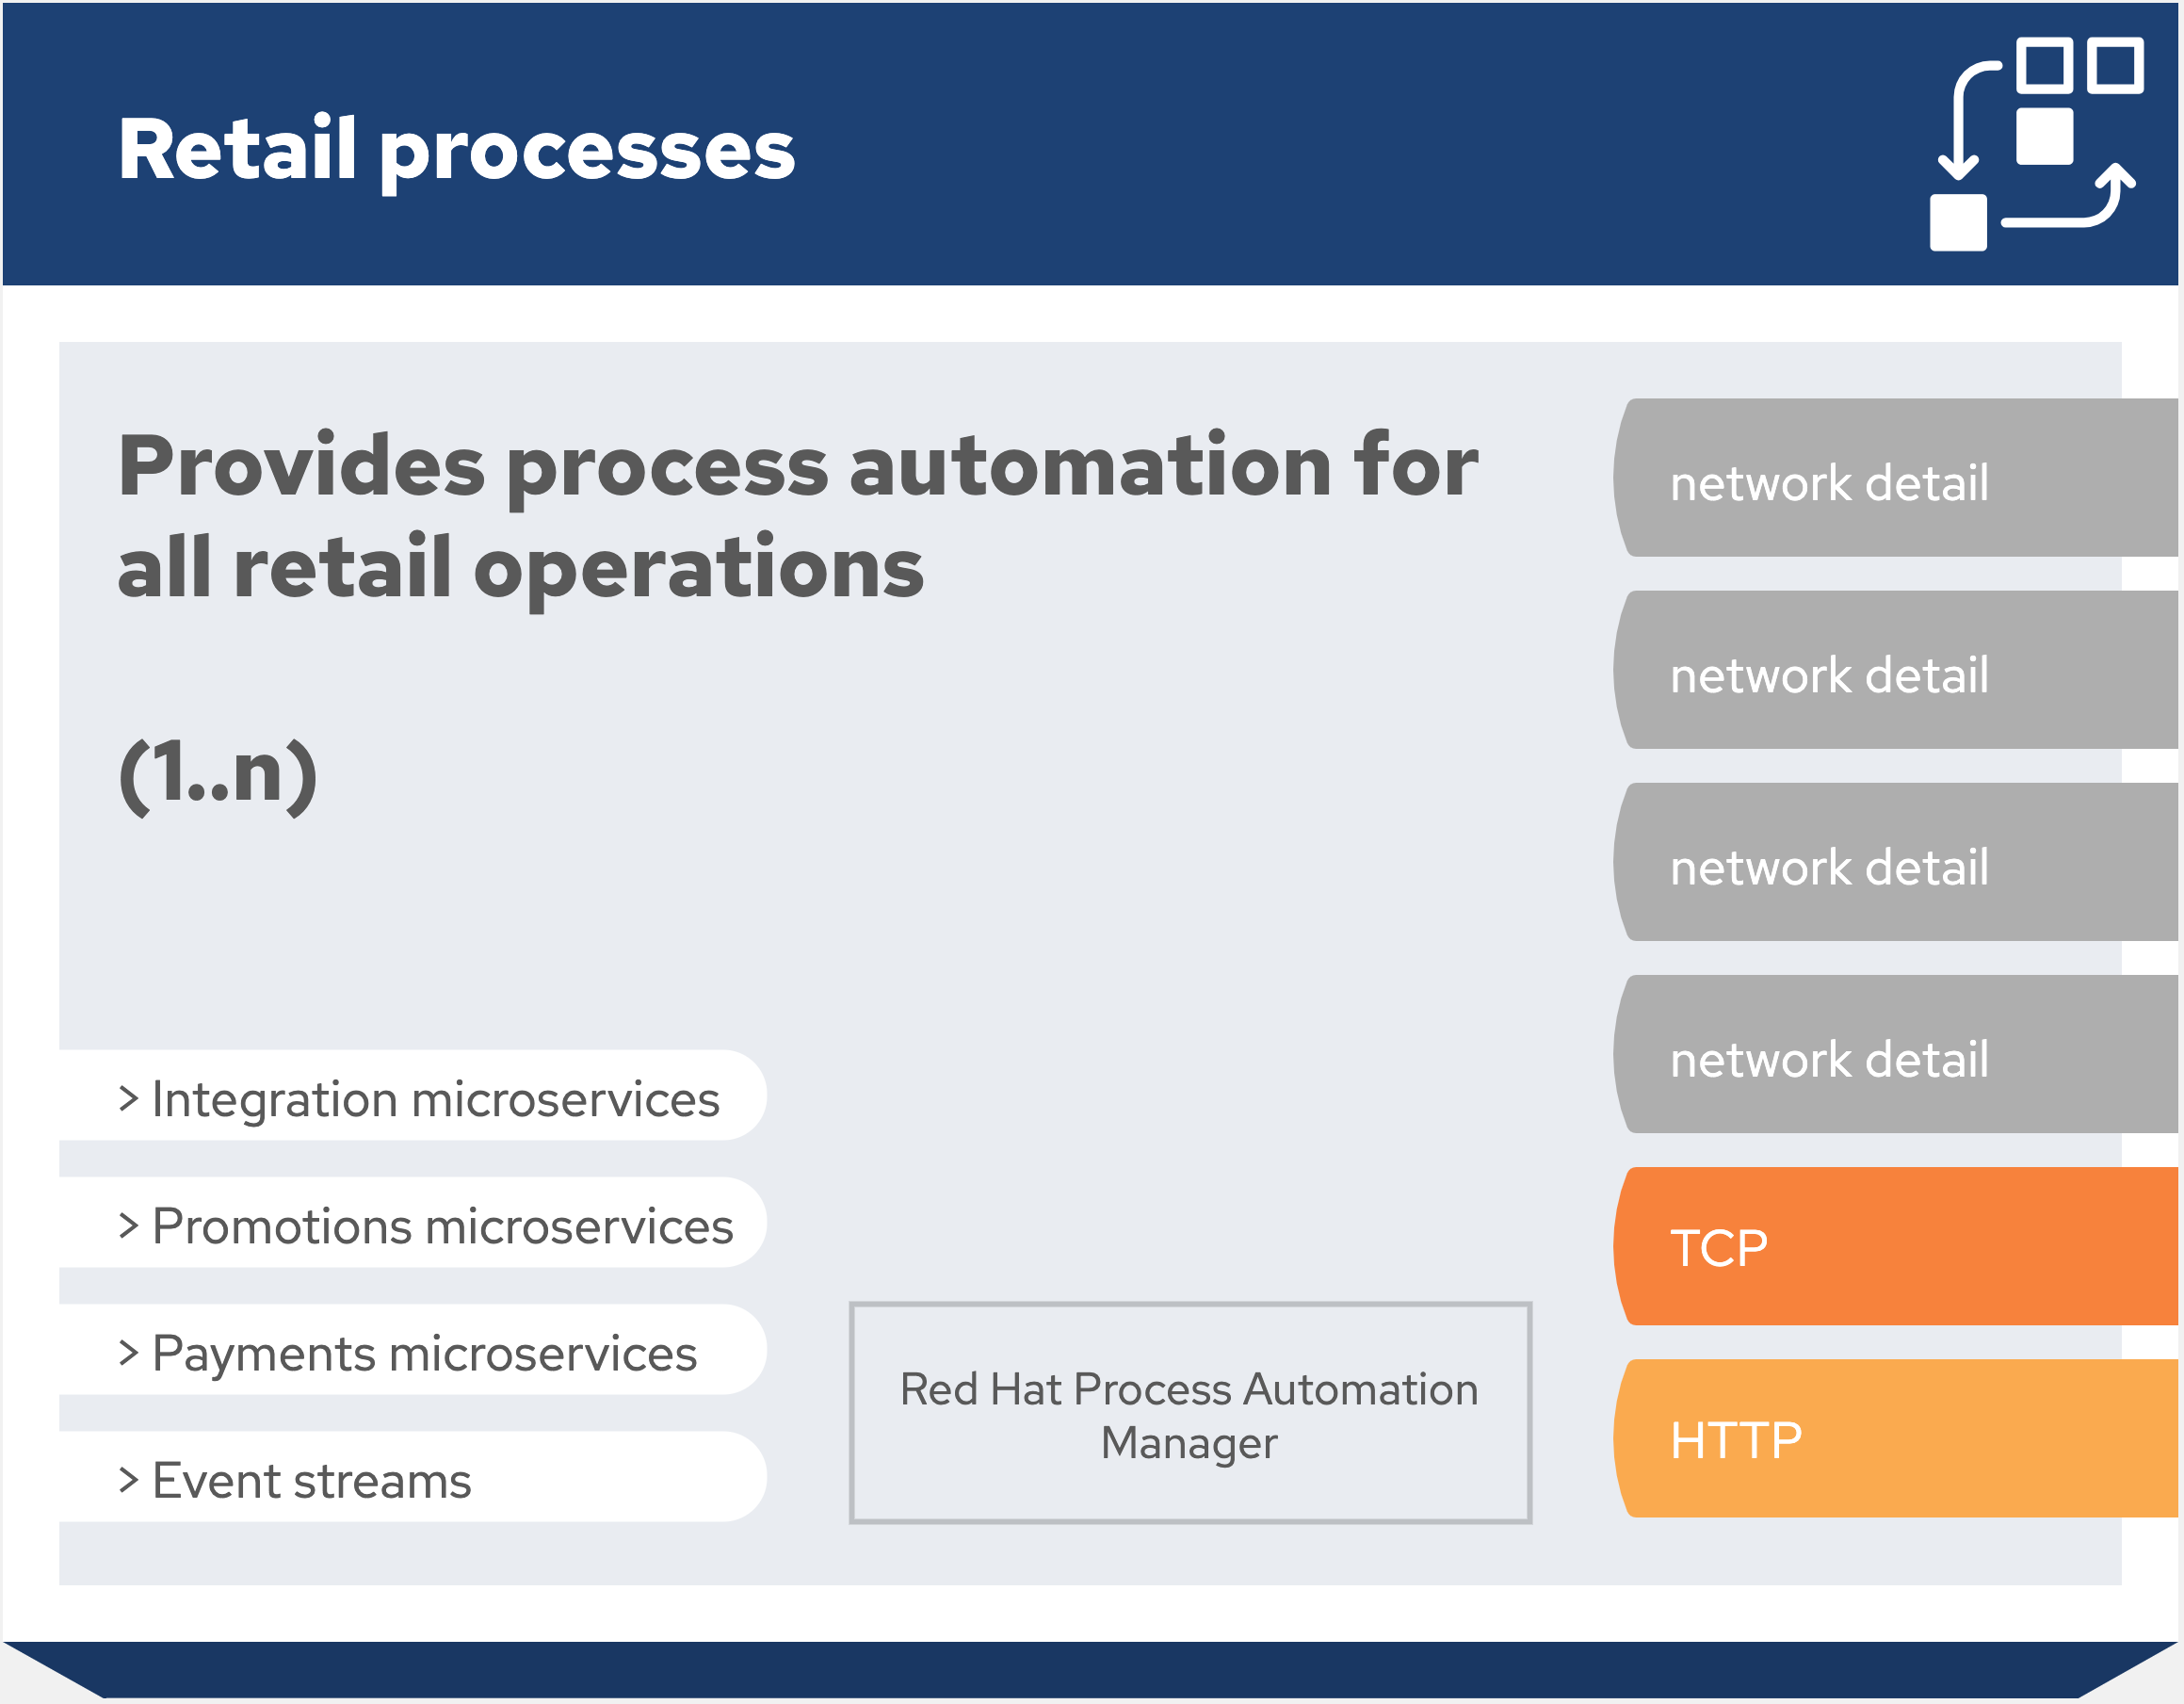 Retail processes
Provides process automation for
all retail operations
(1..n)
> Integration microservices
> Promotions microservices
> Payments microservices
> Event streams
Red Hat Process Automation
Manager
network detail
network detail
network detail
network detail
TCP
HTTP